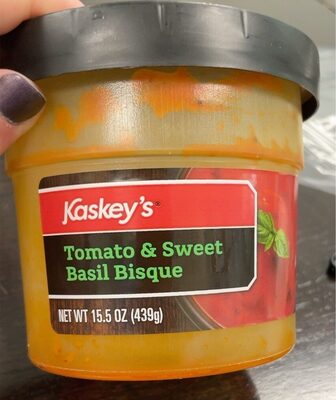 Kaskey's®
Tomato & Sweet
Basil Bisque
NET WT 15.5 OZ (439g)